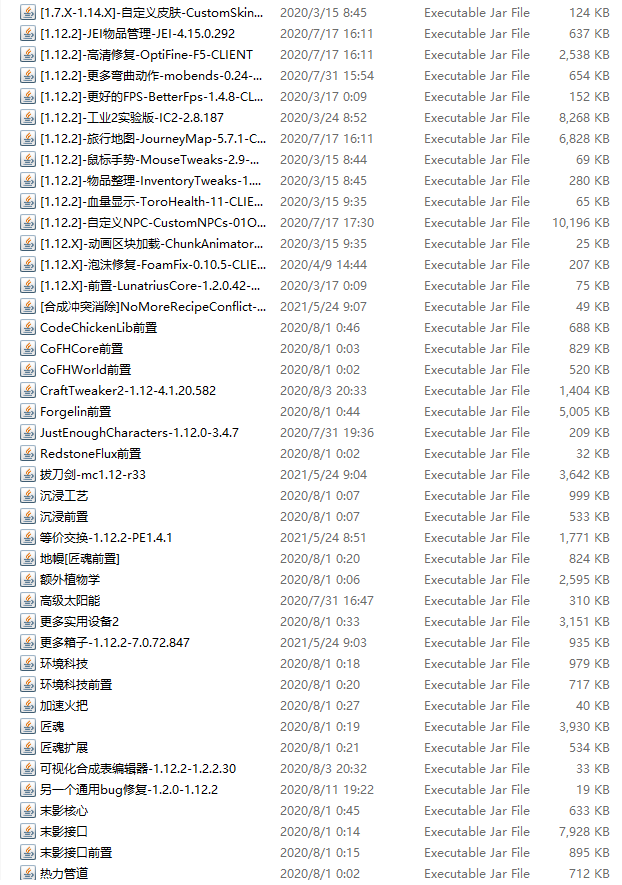 [1.7.X-1.14.X]-自定义皮肤-CustomSkin... 2020/3/15 8:45 Executable Jar File 124 KB
[1.12.2]-JEI物品管理-JEI-4.15.0.292 2020/7/17 16:11 Executable Jar File 637 KB
[1.12.2]-高清修复-OptiFine-F5-CLIENT 2020/7/17 16:11 Executable Jar File 2,538 KB
[1.12.2]-更多弯曲动作-mobends-0.24-... 2020/7/31 15:54 Executable Jar File 654 KB
[1.12.2]-更好的FPS-BetterFps-1.4.8-CL... 2020/3/17 0:09 Executable Jar File 152 KB
[1.12.2]-工业2实验版-IC2-2.8.187 2020/3/24 8:52 Executable Jar File 8,268 KB
[1.12.2]-旅行地图-JourneyMap-5.7.1-C... 2020/7/17 16:11 Executable Jar File 6,828 KB
[1.12.2]-鼠标手势-MouseTweaks-2.9-... 2020/3/15 8:44 Executable Jar File 69 KB
[1.12.2]-物品整理-InventoryTweaks-1.... 2020/3/15 8:45 Executable Jar File 280 KB
[1.12.2]-血量显示-ToroHealth-11-CLIE... 2020/3/15 9:35 Executable Jar File 65 KB
[1.12.2]-自定义NPC-CustomNPCs-01O... 2020/7/17 17:30 Executable Jar File 10,196 KB
[1.12.X]-动画区块加载-ChunkAnimator... 2020/3/15 9:35 Executable Jar File 25 KB
[1.12.X]-泡沫修复-FoamFix-0.10.5-CLIE... 2020/4/9 14:44 Executable Jar File 207 KB
[1.12.X]-前置-LunatriusCore-1.2.0.42-... 2020/3/17 0:09 Executable Jar File 75 KB
[合成冲突消除]NoMoreRecipeConflict-... 2021/5/24 9:07 Executable Jar File 49 KB
CodeChickenLib前置 2020/8/1 0:46 Executable Jar File 688 KB
CoFHCore前置 2020/8/1 0:03 Executable Jar File 829 KB
CoFHWorld前置 2020/8/1 0:02 Executable Jar File 520 KB
CraftTweaker2-1.12-4.1.20.582 2020/8/3 20:33 Executable Jar File 1,404 KB
Forgelin前置 2020/8/1 0:44 Executable Jar File 5,005 KB
JustEnoughCharacters-1.12.0-3.4.7 2020/7/31 19:36 Executable Jar File 209 KB
RedstoneFlux前置 2020/8/1 0:02 Executable Jar File 32 KB
拔刀剑-mc1.12-r33 2021/5/24 9:04 Executable Jar File 3,642 KB
沉浸工艺 2020/8/1 0:07 Executable Jar File 999 KB
沉浸前置 2020/8/1 0:07 Executable Jar File 533 KB
等价交换-1.12.2-PE1.4.1 2021/5/24 8:51 Executable Jar File 1,771 KB
地幔[匠魂前置] 2020/8/1 0:20 Executable Jar File 824 KB
额外植物学 2020/8/1 0:06 Executable Jar File 2,595 KB
高级太阳能 2020/7/31 16:47 Executable Jar File 310 KB
更多实用设备2 2020/8/1 0:33 Executable Jar File 3,151 KB
更多箱子-1.12.2-7.0.72.847 2021/5/24 9:03 Executable Jar File 935 KB
环境科技 2020/8/1 0:18 Executable Jar File 979 KB
环境科技前置 2020/8/1 0:20 Executable Jar File 717 KB
加速火把 2020/8/1 0:27 Executable Jar File 40 KB
匠魂 2020/8/1 0:19 Executable Jar File 3,930 KB
匠魂扩展 2020/8/1 0:21 Executable Jar File 534 KB
可视化合成表编辑器-1.12.2-1.2.2.30 2020/8/3 20:32 Executable Jar File 33 KB
另一个通用bug修复-1.2.0-1.12.2 2020/8/11 19:22 Executable Jar File 19 KB
末影核心 2020/8/1 0:45 Executable Jar File 633 KB
末影接口 2020/8/1 0:14 Executable Jar File 7,928 KB
末影接口前置 2020/8/1 0:15 Executable Jar File 895 KB
热力管道 2020/8/1 0:02 Executable Jar File 712 KB